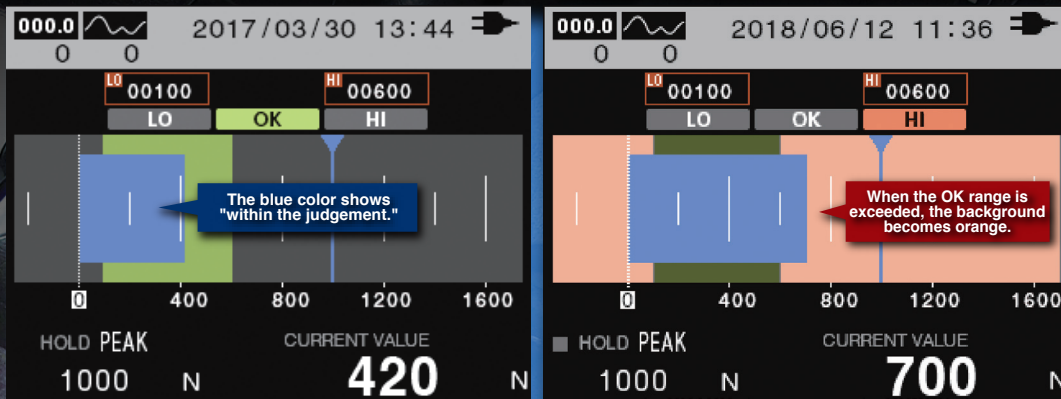 000.0
2017/03/30 13:44
0 0
LO 00100
HI 00600
LO OK HI
The blue color shows
"within the judgement."
0 400 800 1200 1600
HOLD PEAK
CURRENT VALUE
1000 N
420 N
000.0
2018/06/12 11:36
0 0
LO 00100
HI 00600
LO OK HI
When the OK range is
exceeded, the background
becomes orange.
0 400 800 1200 1600
HOLD PEAK
CURRENT VALUE
1000 N
700 N